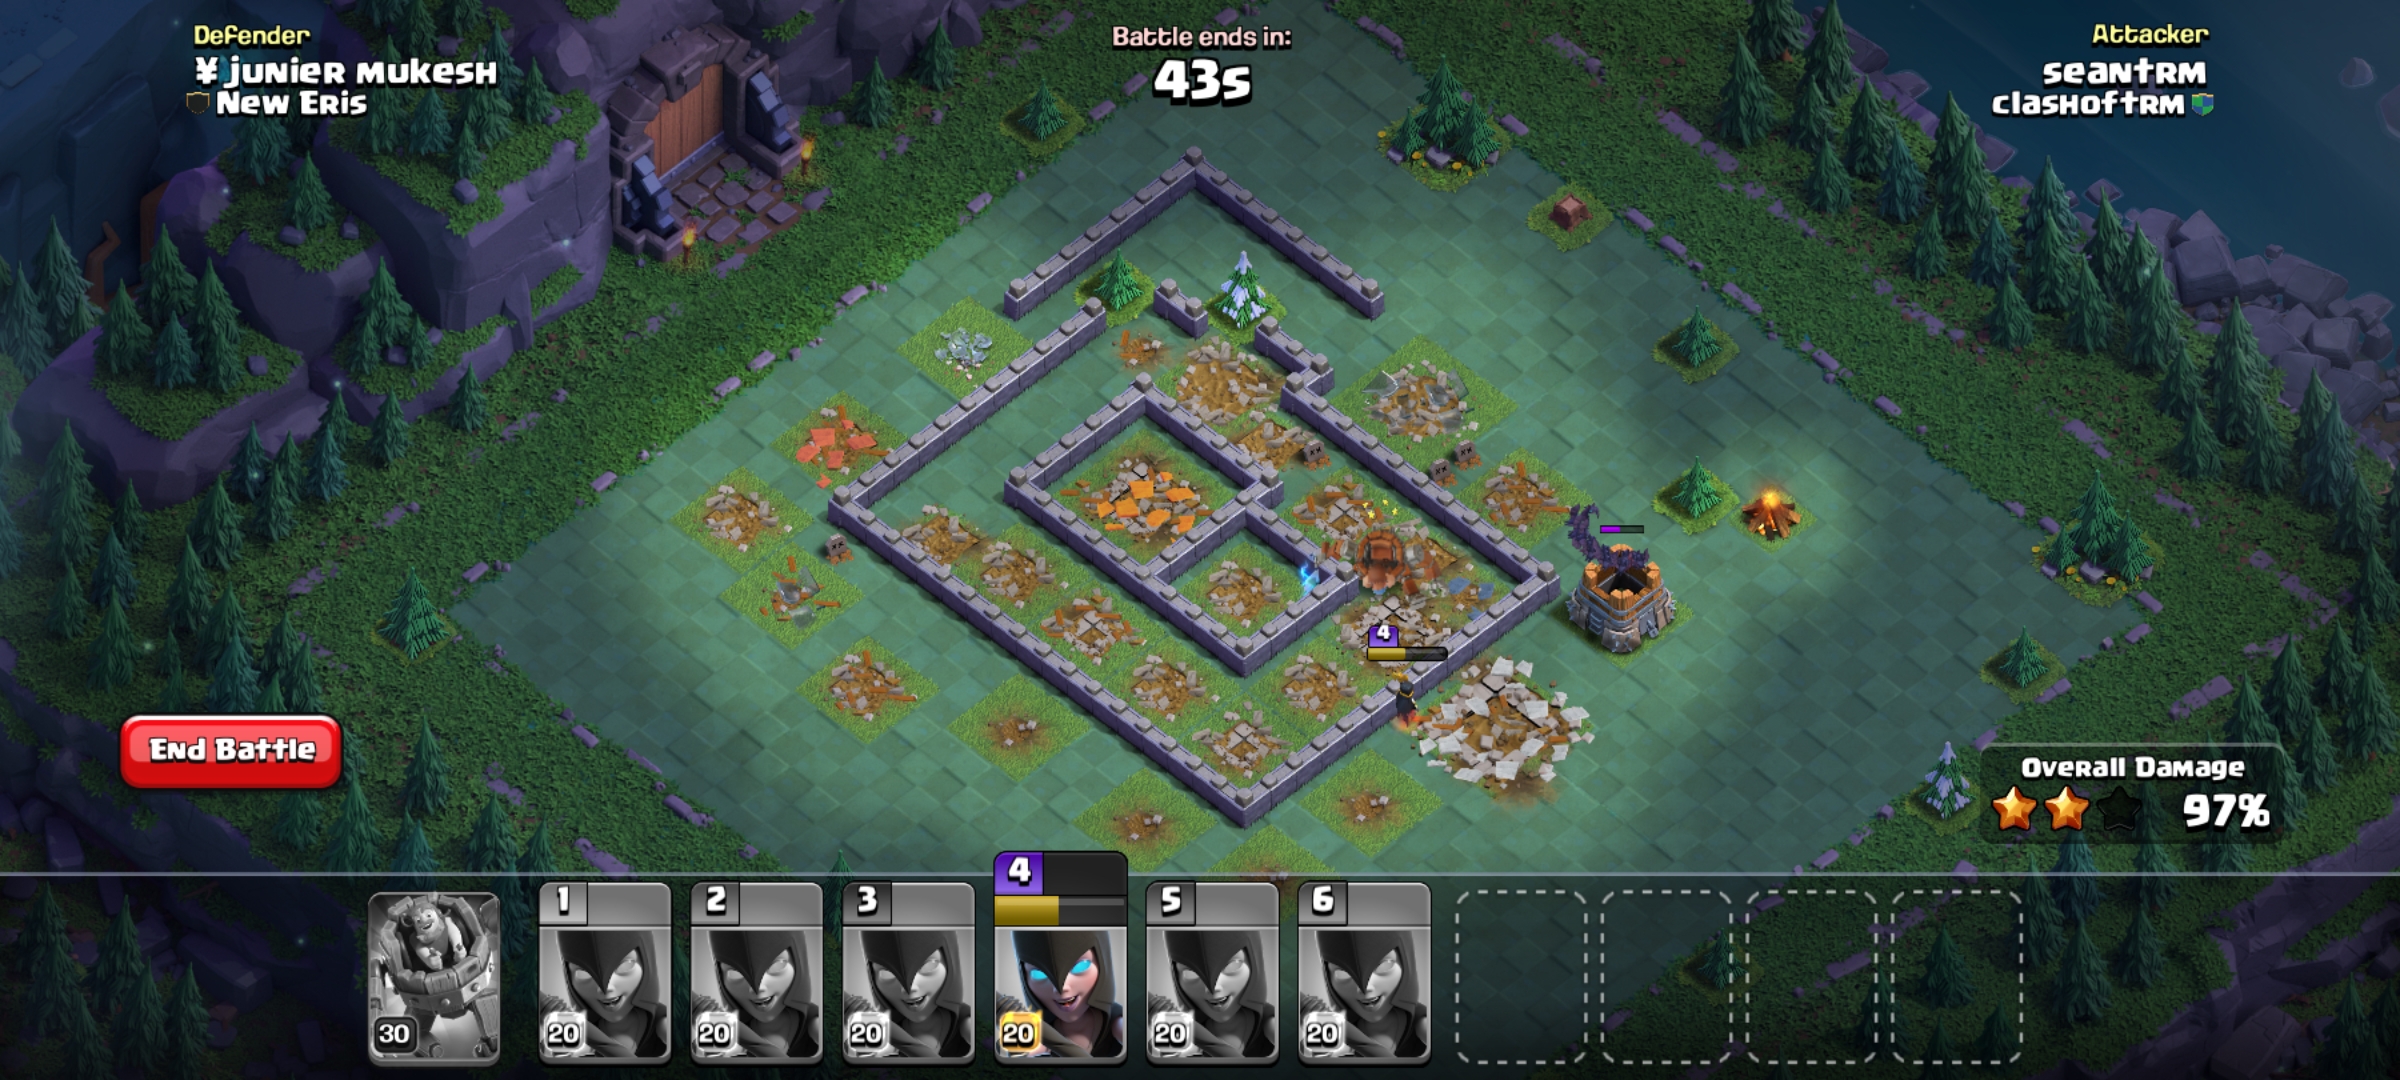 Defender
¥ JUNIER MUKESH
New Eris
Battle ends in:
43s
Attacker
seantRM
clashoftRM
4
End Battle
Overall Damage
97%
30
1
20
2
20
3
20
4
20
5
20
6
20